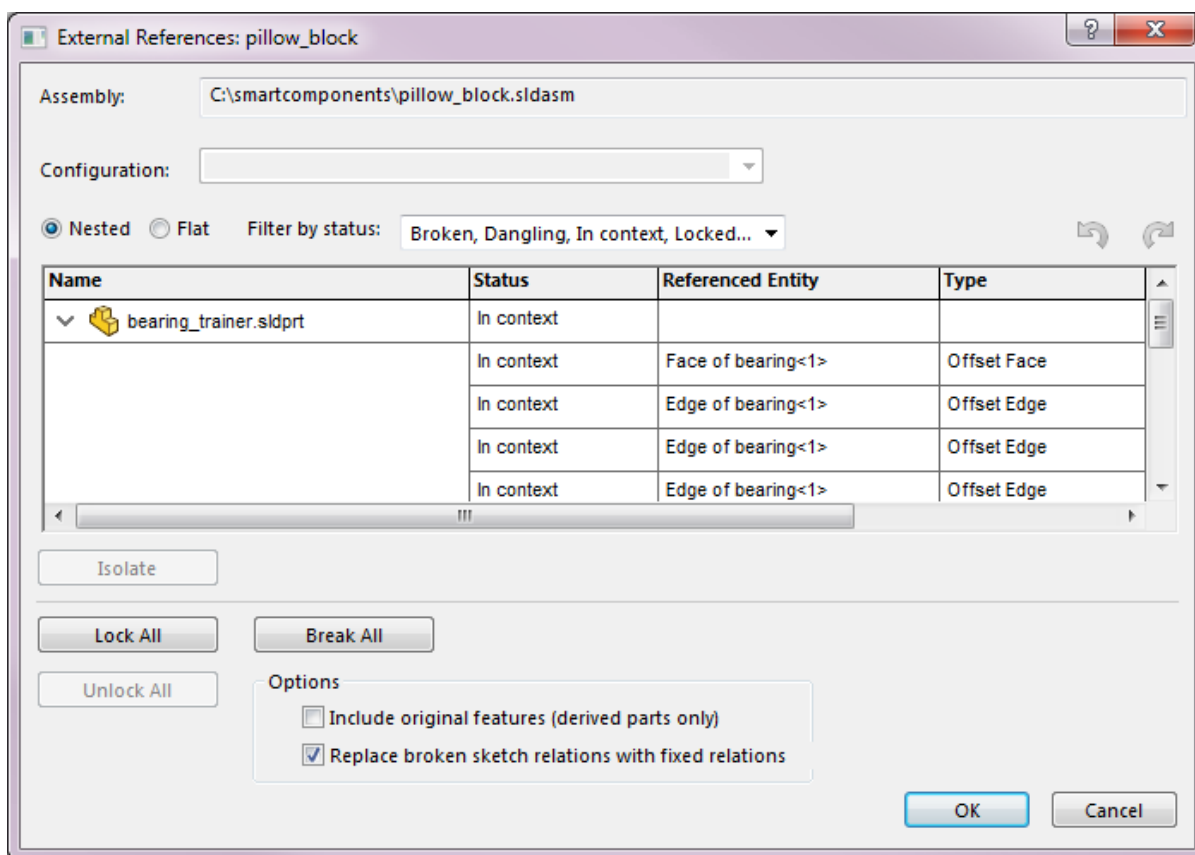 External References: pillow_block
Assembly: C:\smartcomponents\pillow_block.sldasm
Configuration:
Nested Flat Filter by status: Broken, Dangling, In context, Locked...
Name Status Referenced Entity Type
bearing_trainer.sldprt In context
In context Face of bearing<1> Offset Face
In context Edge of bearing<1> Offset Edge
In context Edge of bearing<1> Offset Edge
In context Edge of bearing<1> Offset Edge
Isolate
Lock All Break All
Unlock All
Options
Include original features (derived parts only)
Replace broken sketch relations with fixed relations
OK Cancel